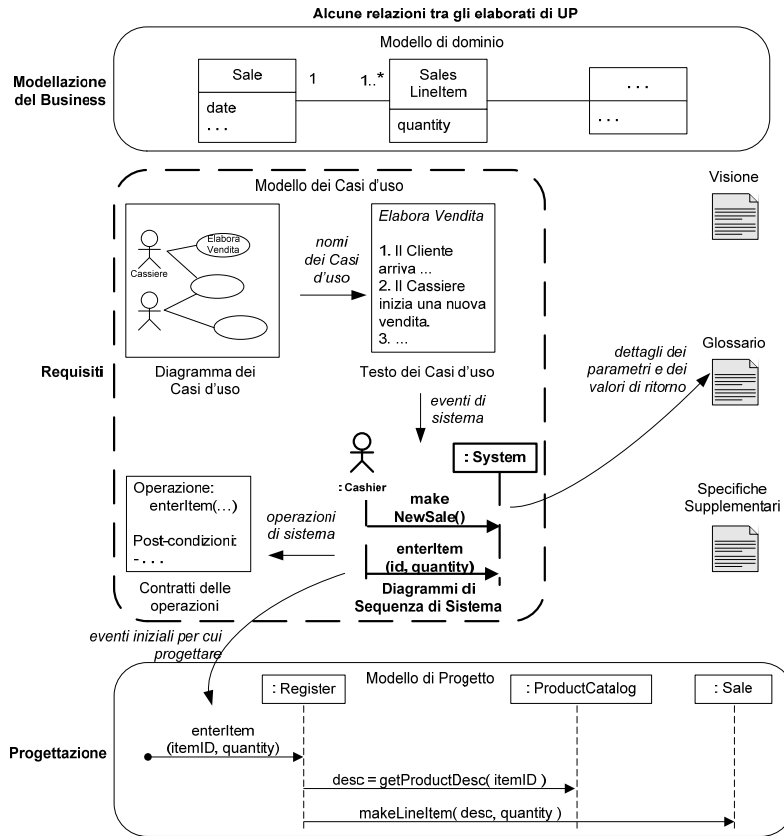 Alcune relazioni tra gli elaborati di UP
Modello di dominio
Modellazione
del Business
Sale
date
. . .
1
1..*
Sales
LineItem
quantity
. . .
. . .
Requisiti
Modello dei Casi d'uso
Elabora
Vendita
Cassiere
Diagramma dei
Casi d'uso
nomi
dei Casi
d'uso
Elabora Vendita
1. Il Cliente
arriva ...
2. Il Cassiere
inizia una nuova
vendita.
3. ...
Testo dei Casi d'uso
eventi di
sistema
: Cashier
: System
make
NewSale()
enterItem
(id, quantity)
Diagrammi di
Sequenza di Sistema
operazioni
di sistema
Operazione:
enterItem(…)
Post-condizioni:
- . . .
Contratti delle
operazioni
Visione
dettagli dei
parametri e dei
valori di ritorno
Glossario
Specifiche
Supplementari
eventi iniziali per cui
progettare
Progettazione
Modello di Progetto
: Register
: ProductCatalog
: Sale
enterItem
(itemID, quantity)
desc = getProductDesc( itemID )
makeLineItem( desc, quantity )